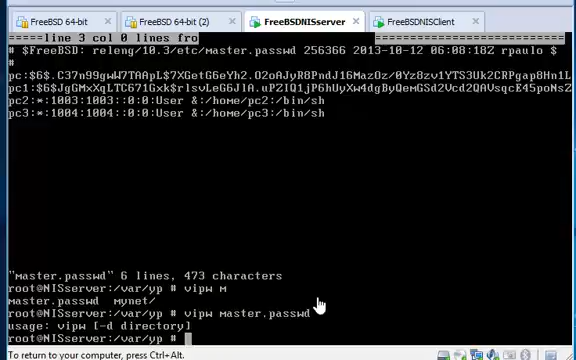 FreeBSD 64-bit × FreeBSD 64-bit (2) × FreeBSDNISserver × FreeBSDNISClient ×
=====line 3 col 0 lines fro ====================
# $FreeBSD: releng/10.3/etc/master.passwd 256366 2013-10-12 06:08:18Z rpaulo $
#
pc2:*:1003:1003::0:0:User &:/home/pc2:/bin/sh
pc3:*:1004:1004::0:0:User &:/home/pc3:/bin/sh
"master.passwd" 6 lines, 473 characters
root@NISserver:/var/yp # vipw m
master.passwd mynet/
root@NISserver:/var/yp # vipw master.passwd
usage: vipw [-d directory]
root@NISserver:/var/yp #
To return to your computer, press Ctrl+Alt.